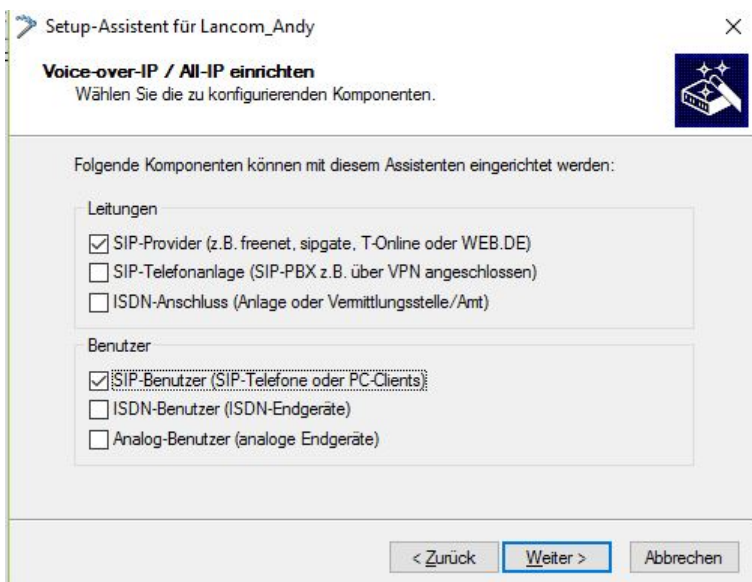 Setup-Assistent für Lancom_Andy
Voice-over-IP / All-IP einrichten
Wählen Sie die zu konfigurierenden Komponenten.
Folgende Komponenten können mit diesem Assistenten eingerichtet werden:
Leitungen
SIP-Provider (z.B. freenet, sipgate, T-Online oder WEB.DE)
SIP-Telefonanlage (SIP-PBX z.B. über VPN angeschlossen)
ISDN-Anschluss (Anlage oder Vermittlungsstelle/Amt)
Benutzer
SIP-Benutzer (SIP-Telefone oder PC-Clients)
ISDN-Benutzer (ISDN-Endgeräte)
Analog-Benutzer (analoge Endgeräte)
< Zurück Weiter > Abbrechen